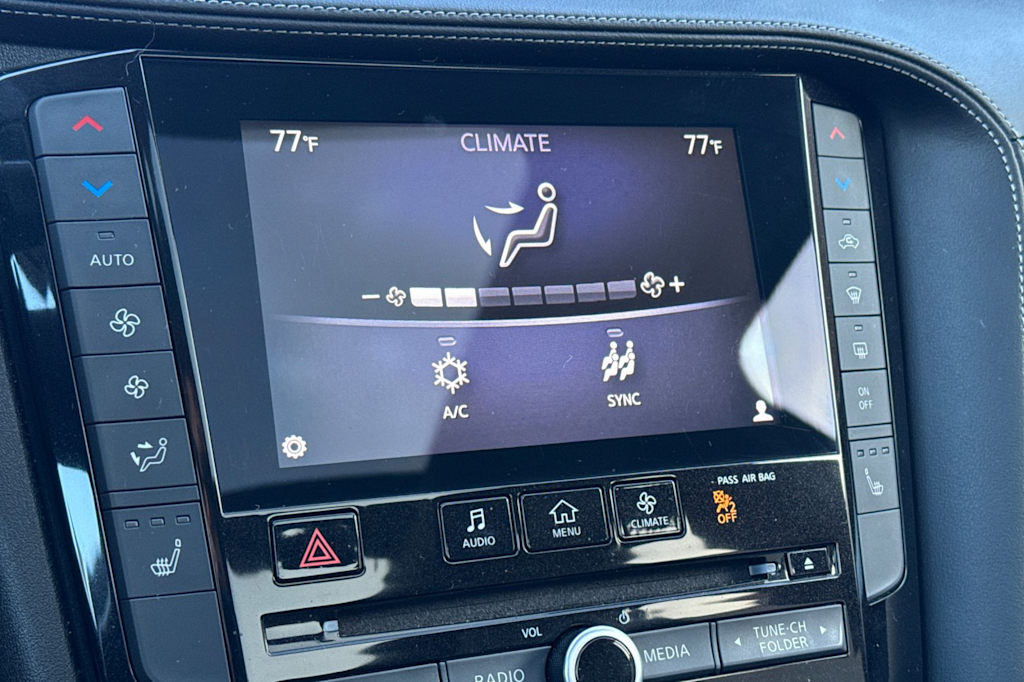 77°F CLIMATE 77°F
AUTO
A/C
SYNC
ON
OFF
PASS AIR BAG
2
OFF
AUDIO
MENU
CLIMATE
VOL
RADIO
MEDIA
TUNE·CH
FOLDER